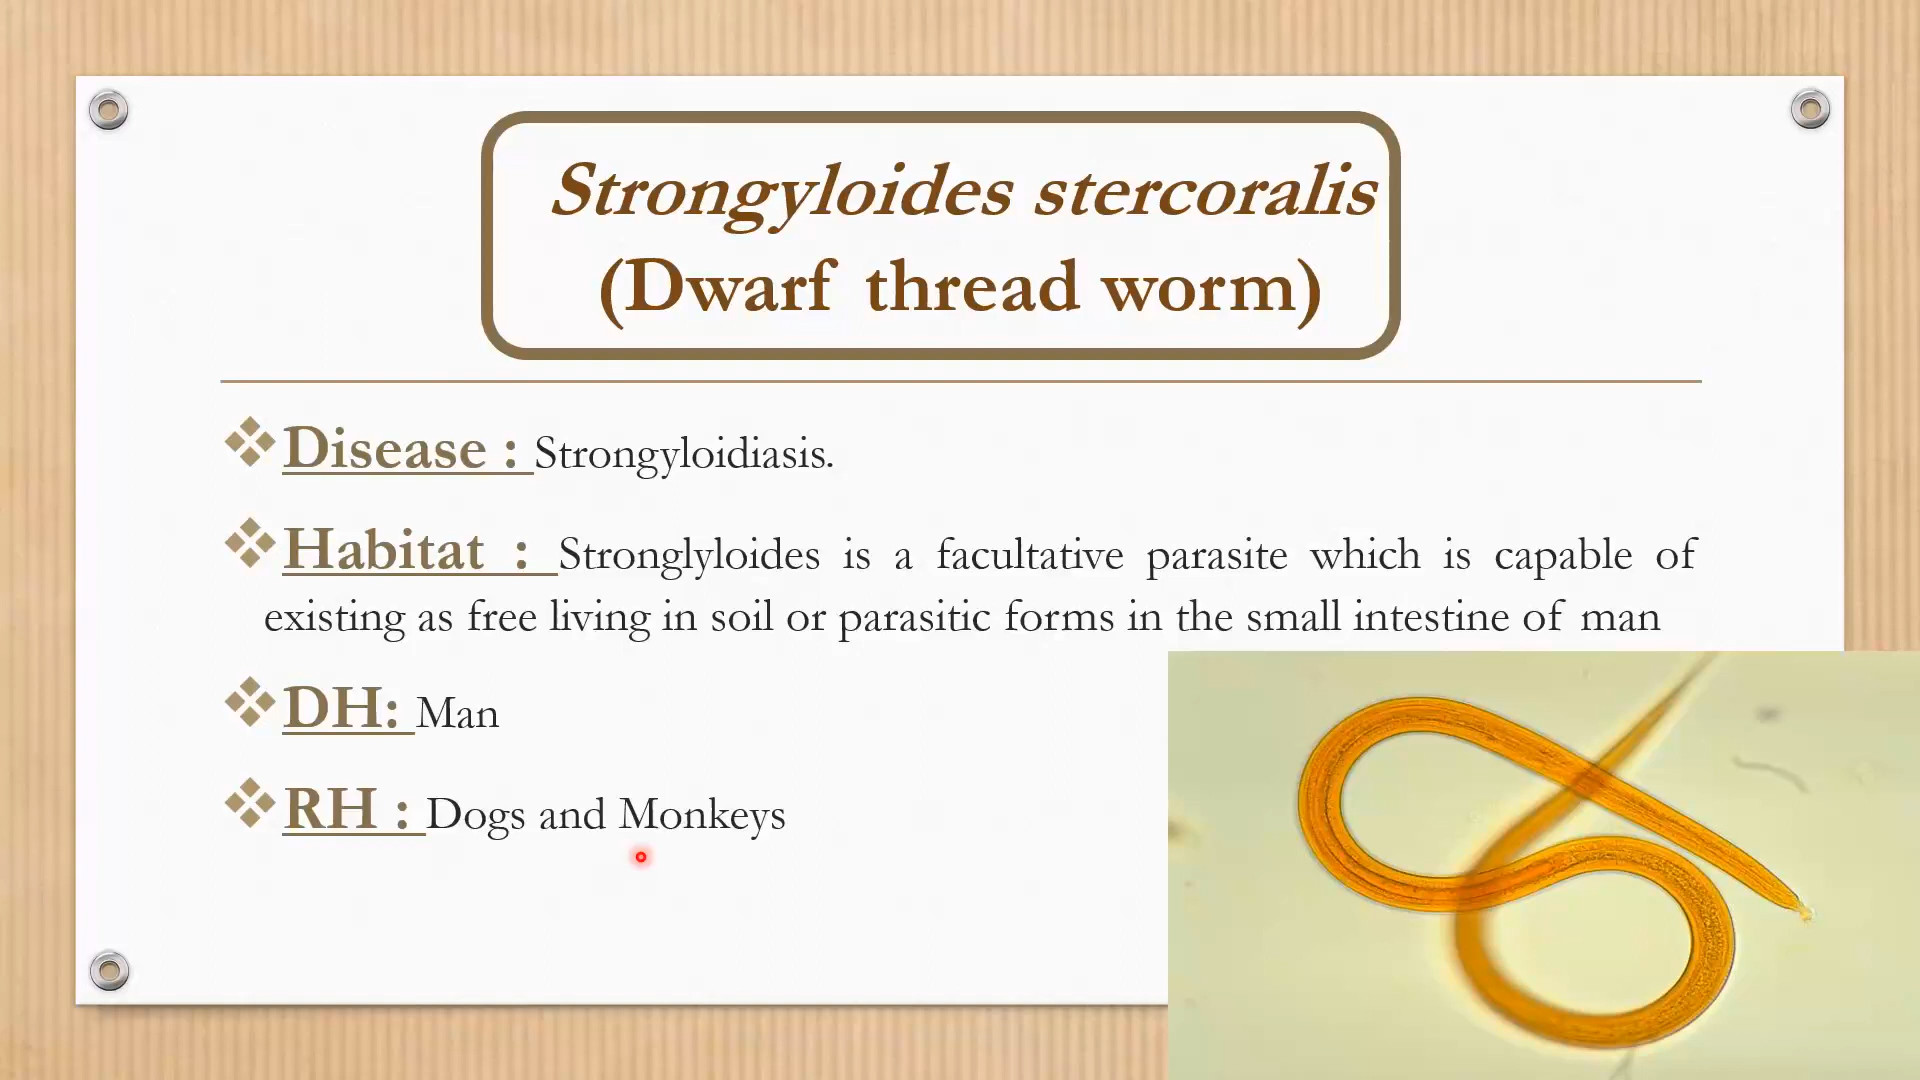 Strongyloides stercoralis
(Dwarf thread worm)
Disease : Strongyloidiasis.
Habitat : Stronglyloides is a facultative parasite which is capable of
existing as free living in soil or parasitic forms in the small intestine of man
DH: Man
RH : Dogs and Monkeys